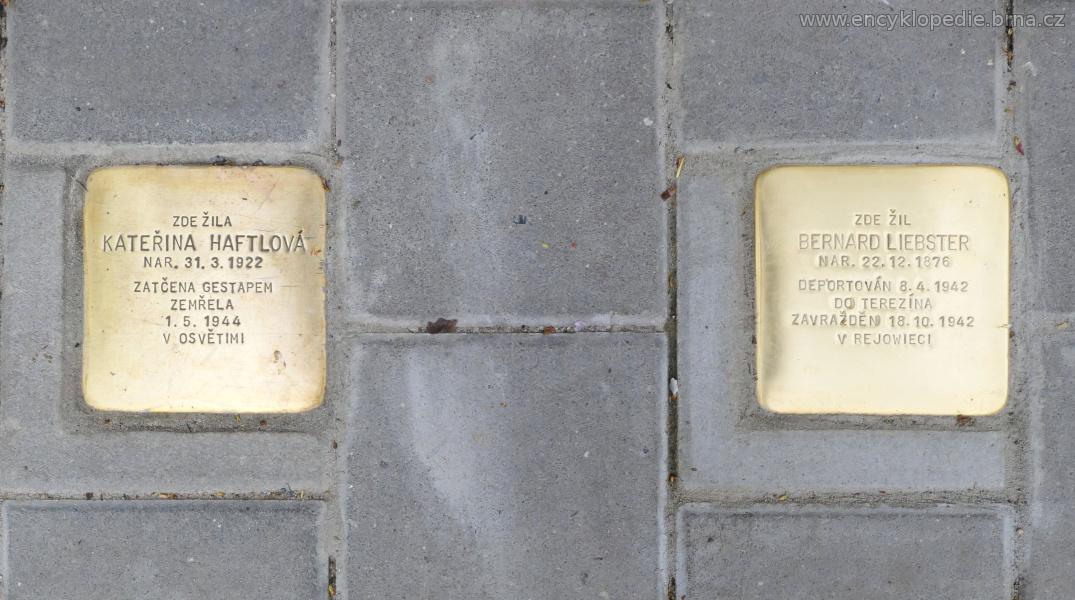 www.encyklopedie.brna.cz
ZDE ŽILA
KATEŘINA HAFTLOVÁ
NAR. 31. 3. 1922
ZATČENA GESTAPEM
ZEMŘELA
1. 5. 1944
V OSVĚTIMI
ZDE ŽIL
BERNARD LIEBSTER
NAR. 22. 12. 1876
DEPORTOVÁN 8. 4. 1942
DO TEREZÍNA
ZAVRAŽDĚN 18. 10. 1942
V REJOWIECI